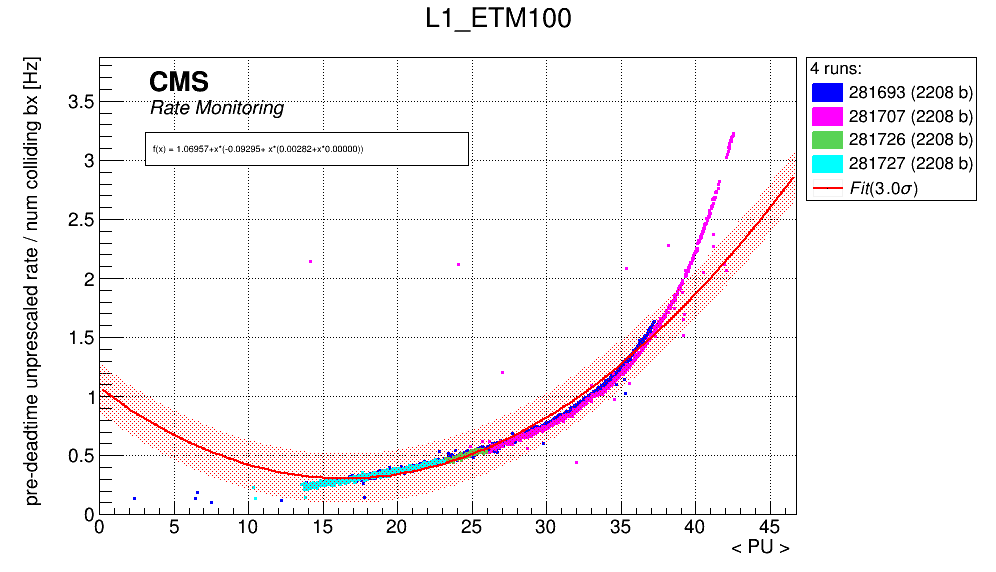 L1_ETM100
pre-deadtime unprescaled rate / num colliding bx [Hz]
CMS
Rate Monitoring
f(x) = 1.06957+x*(-0.09295+ x*(0.00282+x*0.00000))
3.5
3
2.5
2
1.5
1
0.5
0
0 5 10 15 20 25 30 35 40 45
< PU >
4 runs:
281693 (2208 b)
281707 (2208 b)
281726 (2208 b)
281727 (2208 b)
Fit(3.0σ)